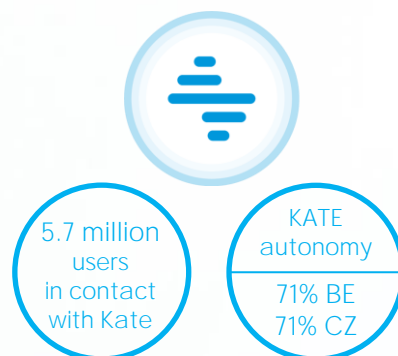 5.7 million
users
in contact
with Kate
KATE
autonomy
71% BE
71% CZ